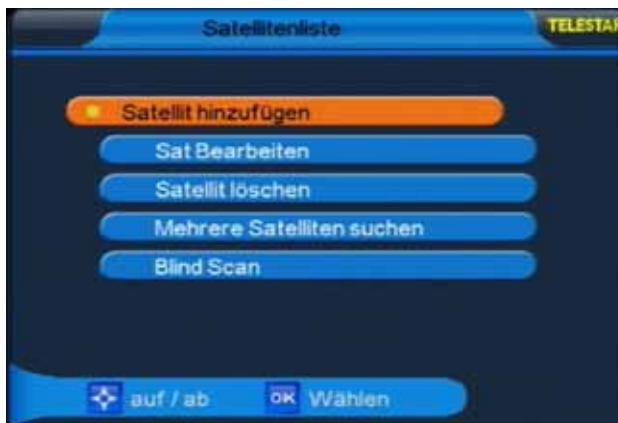 Satellitenliste
TELESTAR
Satellit hinzufügen
Sat Bearbeiten
Satellit löschen
Mehrere Satelliten suchen
Blind Scan
auf / ab
OK Wählen